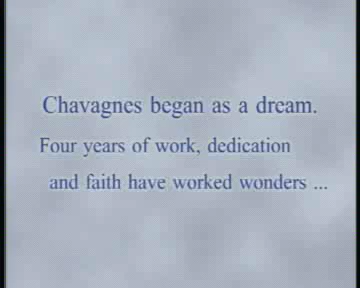 Chavagnes began as a dream.
Four years of work, dedication
and faith have worked wonders ...